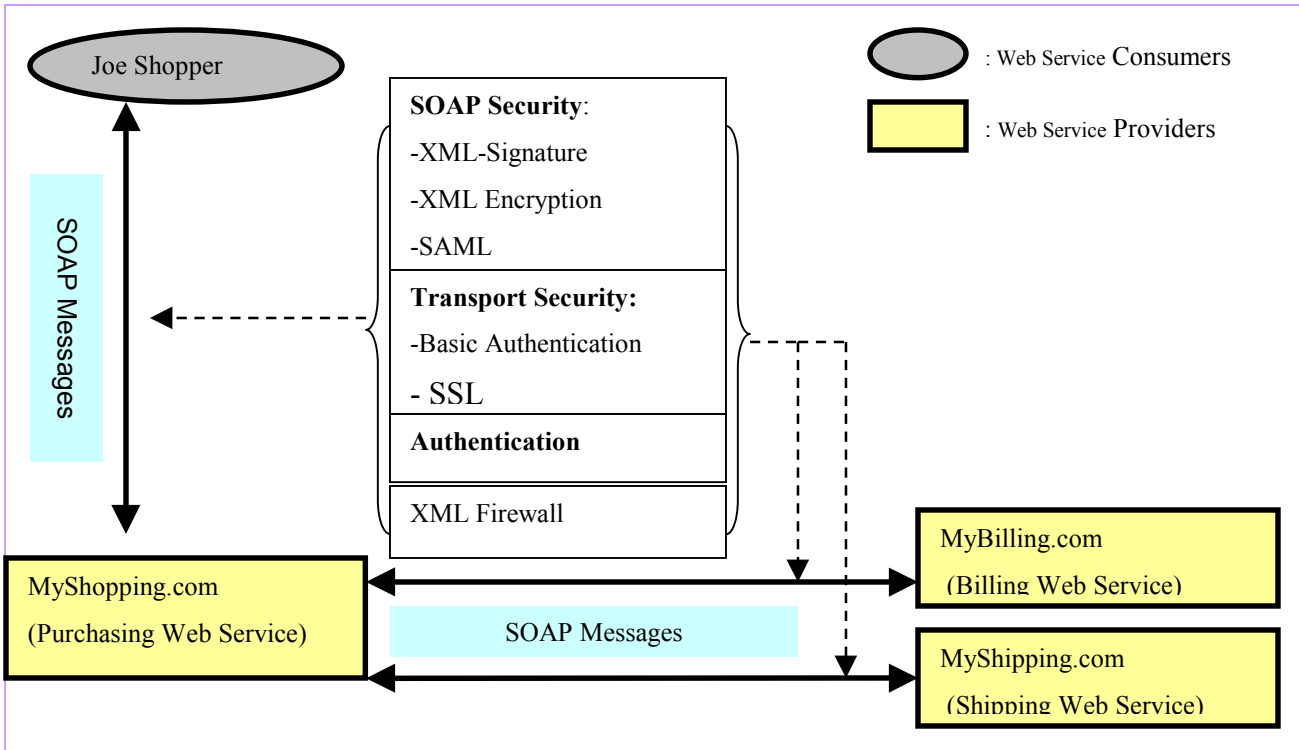 Joe Shopper
: Web Service Consumers
: Web Service Providers
SOAP Security:
-XML-Signature
-XML Encryption
-SAML
Transport Security:
-Basic Authentication
- SSL
Authentication
XML Firewall
SOAP Messages
MyShopping.com
(Purchasing Web Service)
SOAP Messages
MyBilling.com
(Billing Web Service)
MyShipping.com
(Shipping Web Service)